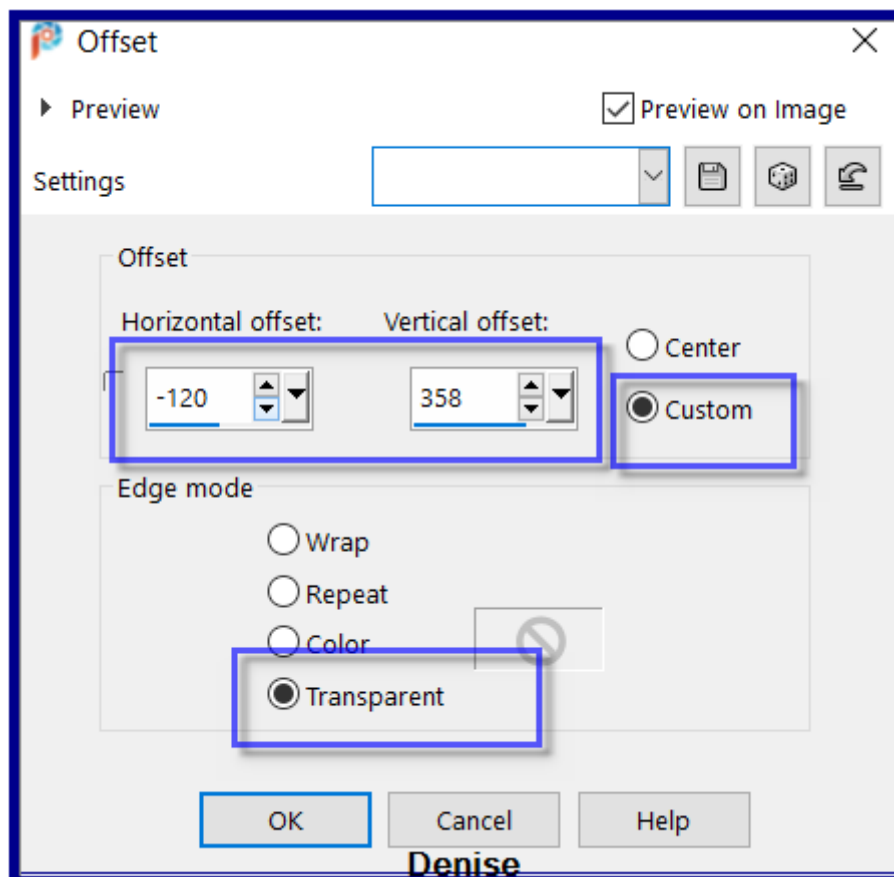 Offset
Preview
Preview on Image
Settings
Offset
Horizontal offset: Vertical offset:
Center
-120 358
Custom
Edge mode
Wrap
Repeat
Color
Transparent
OK Cancel Help
Denise